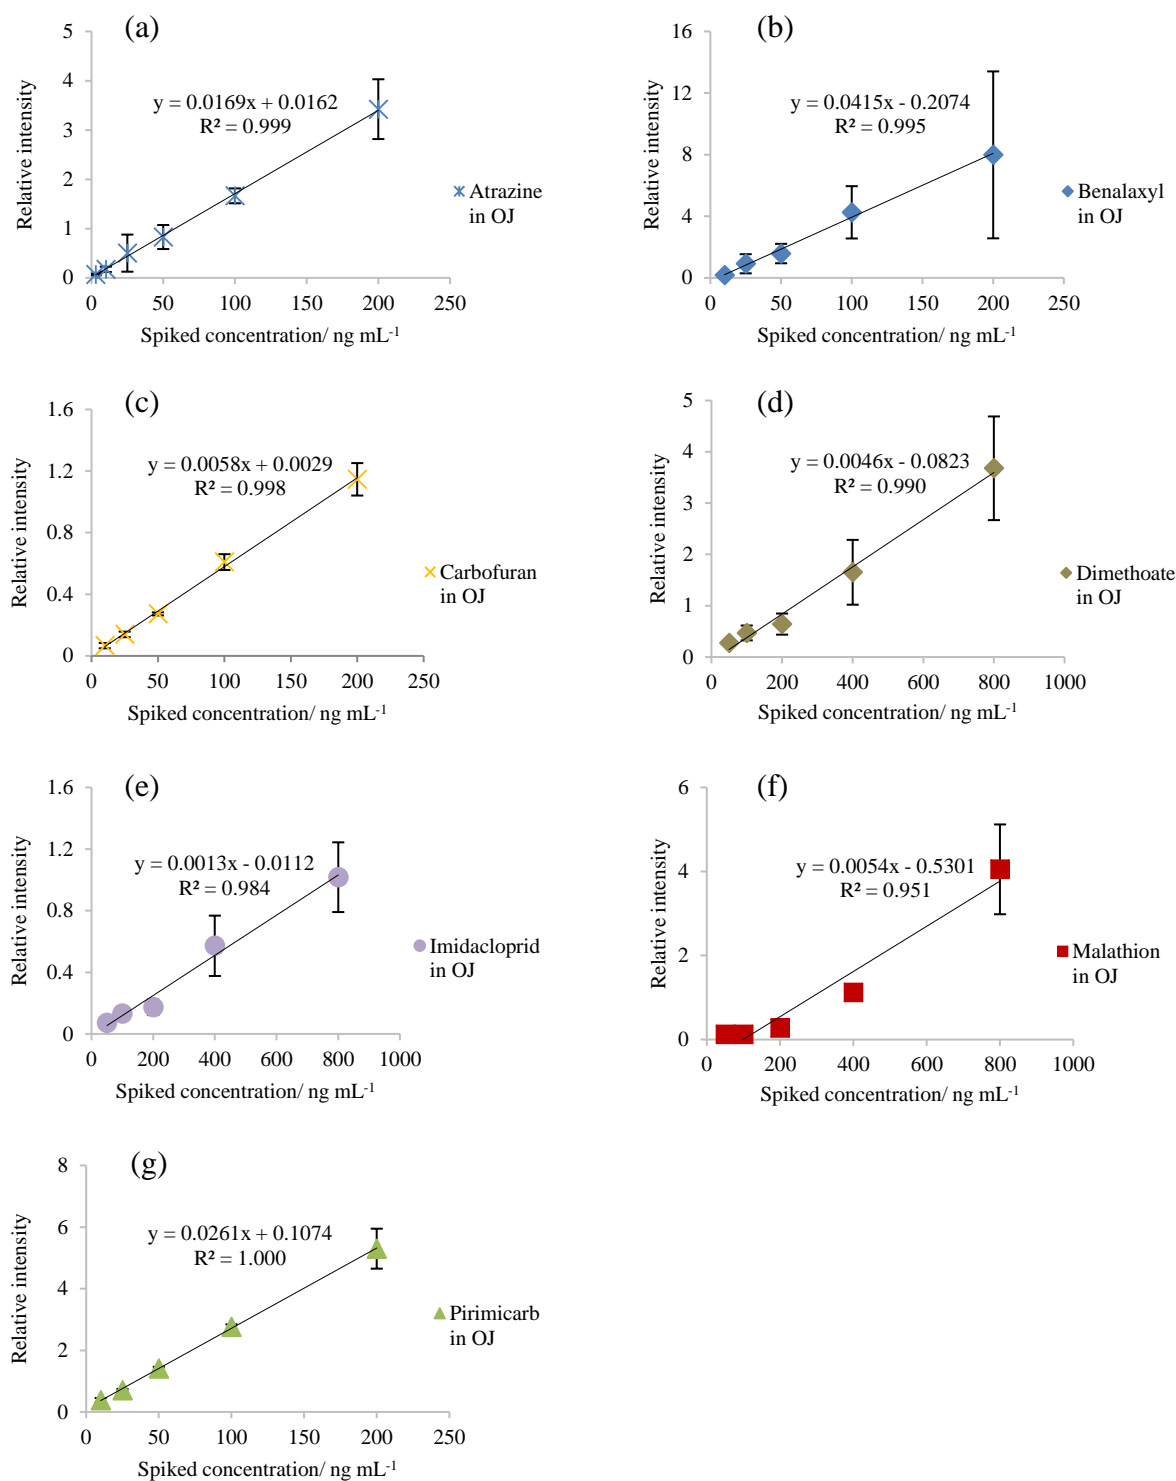 (a)
5
4
3
2
1
0
Relative intensity
y = 0.0169x + 0.0162
R² = 0.999
Atrazine
in OJ
0 50 100 150 200 250
Spiked concentration/ ng mL⁻¹
(b)
16
12
8
4
0
Relative intensity
y = 0.0415x - 0.2074
R² = 0.995
Benalaxyl
in OJ
0 50 100 150 200 250
Spiked concentration/ ng mL⁻¹
(c)
1.6
1.2
0.8
0.4
0
Relative intensity
y = 0.0058x + 0.0029
R² = 0.998
Carbofuran
in OJ
0 50 100 150 200 250
Spiked concentration/ ng mL⁻¹
(d)
5
4
3
2
1
0
Relative intensity
y = 0.0046x - 0.0823
R² = 0.990
Dimethoate
in OJ
0 200 400 600 800 1000
Spiked concentration/ ng mL⁻¹
(e)
1.6
1.2
0.8
0.4
0
Relative intensity
y = 0.0013x - 0.0112
R² = 0.984
Imidacloprid
in OJ
0 200 400 600 800 1000
Spiked concentration/ ng mL⁻¹
(f)
6
4
2
0
Relative intensity
y = 0.0054x - 0.5301
R² = 0.951
Malathion
in OJ
0 200 400 600 800 1000
Spiked concentration/ ng mL⁻¹
(g)
8
6
4
2
0
Relative intensity
y = 0.0261x + 0.1074
R² = 1.000
Pirimicarb
in OJ
0 50 100 150 200 250
Spiked concentration/ ng mL⁻¹